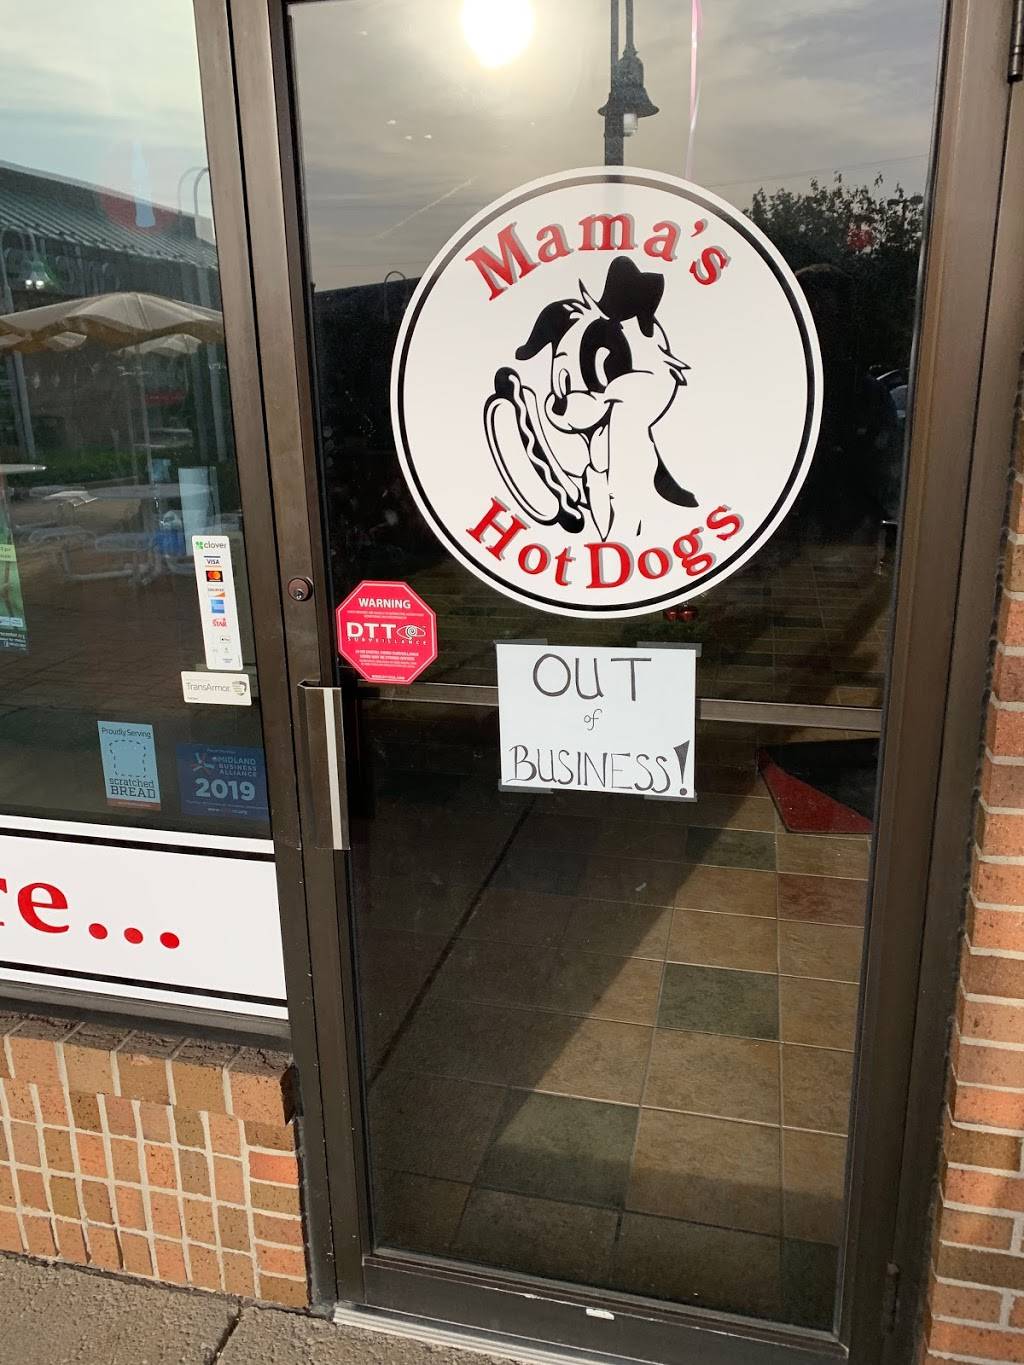 Mama's
Hot Dogs
clover
VISA
WARNING
DTT
SURVEILLANCE
OUT
of
BUSINESS!
TransArmor
Proudly Serving
scratched
BREAD
MIDLAND
BUSINESS
ALLIANCE
2019
re...